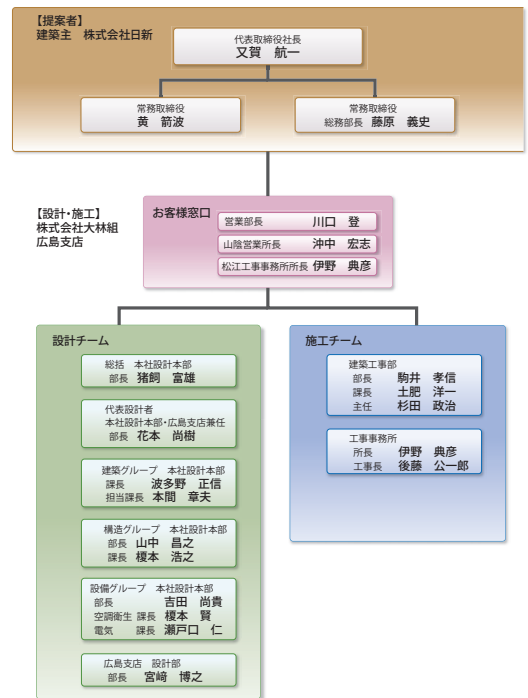 【提案者】
建築主　株式会社日新
代表取締役社長
又賀　航一
常務取締役
黄　箭波
常務取締役
総務部長　藤原　義史
【設計・施工】
株式会社大林組
広島支店
お客様窓口
営業部長　川口　登
山陰営業所長　沖中　宏志
松江工事事務所所長　伊野　典彦
設計チーム
総括　本社設計本部
部長　猪飼　富雄
代表設計者
本社設計本部・広島支店兼任
部長　花本　尚樹
建築グループ　本社設計本部
課長　波多野　正信
担当課長　本間　章夫
構造グループ　本社設計本部
部長　山中　昌之
課長　榎本　浩之
設備グループ　本社設計本部
部長　吉田　尚貴
空調衛生　課長　榎本　賢
電気　課長　瀬戸口　仁
広島支店　設計部
部長　宮﨑　博之
施工チーム
建築工事部
部長　駒井　孝信
課長　土肥　洋一
主任　杉田　政治
工事事務所
所長　伊野　典彦
工事長　後藤　公一郎